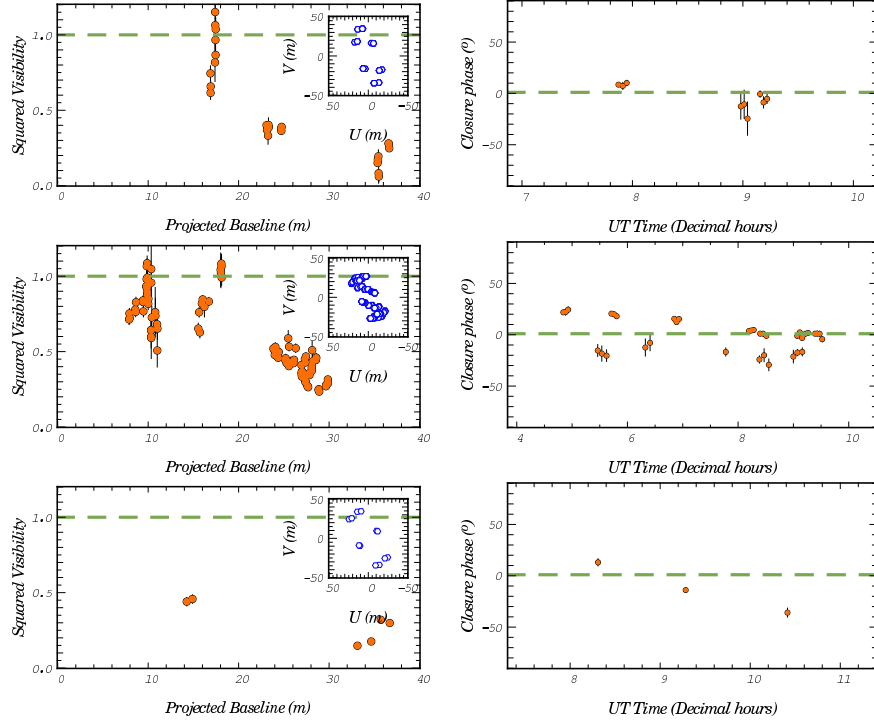 50
0
−50
50 0 −50
V (m)
U (m)
1.0
0.5
0.0
0 10 20 30 40
Squared Visibility
Projected Baseline (m)
50
0
−50
7 8 9 10
Closure phase (º)
UT Time (Decimal hours)
50
0
−50
50 0 −50
V (m)
U (m)
1.0
0.5
0.0
0 10 20 30 40
Squared Visibility
Projected Baseline (m)
50
0
−50
4 6 8 10
Closure phase (º)
UT Time (Decimal hours)
50
0
−50
50 0 −50
V (m)
U (m)
1.0
0.5
0.0
0 10 20 30 40
Squared Visibility
Projected Baseline (m)
50
0
−50
8 9 10 11
Closure phase (º)
UT Time (Decimal hours)